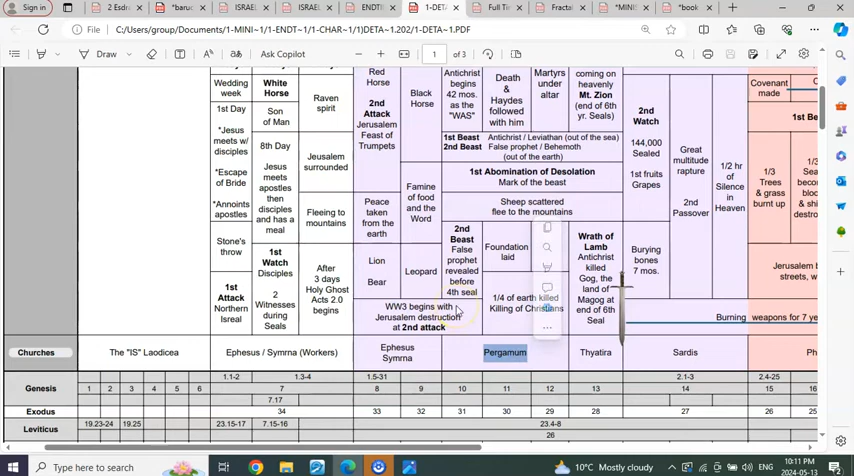 Sign in
2 Esdre
*baruc
ISRAEL
ISRAEL
ENDTI
1-DETA
Full Tim
Fractal
*MINIS
*book
File
C:/Users/group/Documents/1-MINI~1/1-ENDT~1/1-CHAR~1/1)DETA~1.202/1-DETA~1.PDF
Draw
Ask Copilot
1 of 3
Wedding
week
1st Day
*Jesus
meets w/
disciples
*Escape
of Bride
*Annoints
apostles
Stone's
throw
1st
Attack
Northern
Isreal
White
Horse
Son
of Man
8th Day
Jesus
meets
apostles
then
disciples
and has a
meal
1st
Watch
Disciples
2
Witnesses
during
Seals
Raven
spirit
Jerusalem
surrounded
Fleeing to
mountains
After
3 days
Holy Ghost
Acts 2.0
begins
Red
Horse
2nd
Attack
Jerusalem
Feast of
Trumpets
Peace
taken
from the
earth
Lion
Bear
Black
Horse
Famine
of food
and the
Word
Leopard
WW3 begins with
Jerusalem destruction
at 2nd attack
Antichrist
begins
42 mos.
as the
"WAS"
Death
&
Haydes
followed
with him
Martyrs
under
altar
coming on
heavenly
Mt. Zion
(end of 6th
yr. Seals)
1st Beast Antichrist / Leviathan (out of the sea)
2nd Beast False prophet / Behemoth
(out of the earth)
1st Abomination of Desolation
Mark of the beast
Sheep scattered
flee to the mountains
2nd
Beast
False
prophet
revealed
before
4th seal
Foundation
laid
1/4 of earth killed
Killing of Christians
Wrath of
Lamb
Antichrist
killed
Gog, the
land of
Magog at
end of 6th
Seal
2nd
Watch
144,000
Sealed
1st fruits
Grapes
Burying
bones
7 mos.
Great
multitude
rapture
2nd
Passover
1/2 hr
of
Silence
in
Heaven
Burning weapons for 7 ye
Covenant
made
1st Be
1/3
Trees
& grass
burnt up
1/3
Sea
becom
bloc
& shi
destro
Jerusalem b
streets, w
Churches
The "IS" Laodicea
Ephesus / Symrna (Workers)
Ephesus
Symrna
Pergamum
Thyatira
Sardis
Ph
Genesis
1.1-2 1.3-4 1.5-31 2.1-3 2.4-25
1 2 3 4 5 6 7 8 9 10 11 12 13 14 15 16
7.17
Exodus
34 33 32 31 30 29 28 27 26 25
Leviticus
19.23-24 19.25 23.15-17 7.15-16 23.4-8
26
Type here to search
10°C Mostly cloudy
ENG
10:11 PM
2024-05-13